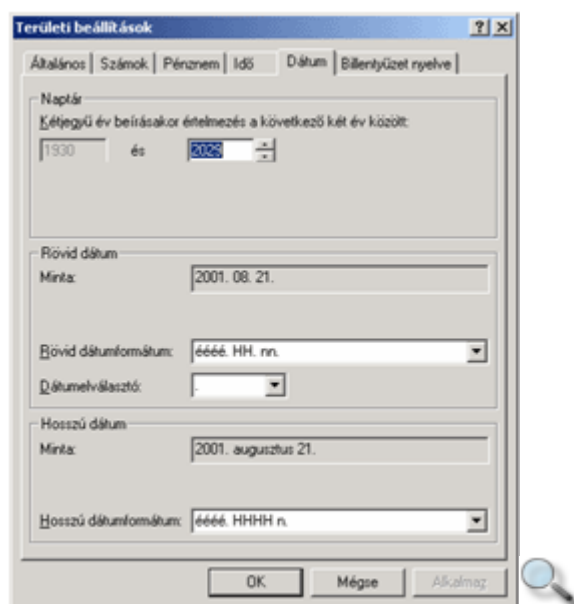 Területi beállítások
Általános Számok Pénznem Idő Dátum Billentyűzet nyelve
Naptár
Kétjegyű év beírásakor értelmezés a következő két év között:
1930 és 2029
Rövid dátum
Minta: 2001. 08. 21.
Rövid dátumformátum: éééé. HH. nn.
Dátumelválasztó: .
Hosszú dátum
Minta: 2001. augusztus 21.
Hosszú dátumformátum: éééé. HHHH n.
OK Mégse Alkalmaz